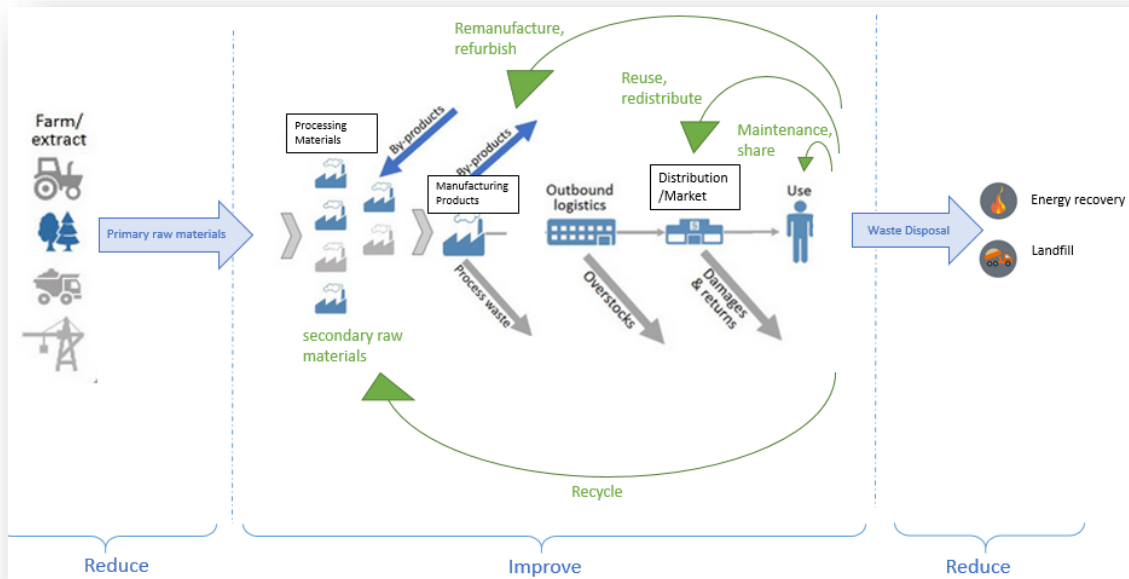 Remanufacture,
refurbish
Reuse,
redistribute
Maintenance,
share
Farm/
extract
Processing
Materials
By-products
By-products
Manufacturing
Products
Outbound
logistics
Distribution
/Market
Use
Primary raw materials
Waste Disposal
Energy recovery
Landfill
S
Process waste
Overstocks
Damages
& returns
secondary raw
materials
Recycle
Reduce
Improve
Reduce